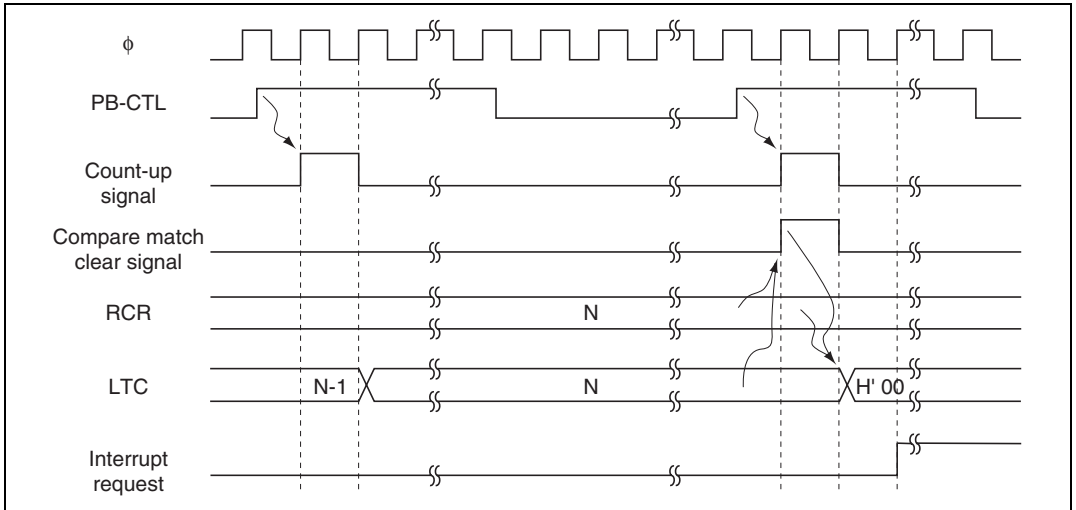 ϕ
PB-CTL
Count-up
signal
Compare match
clear signal
RCR
N
LTC
N-1
N
H' 00
Interrupt
request